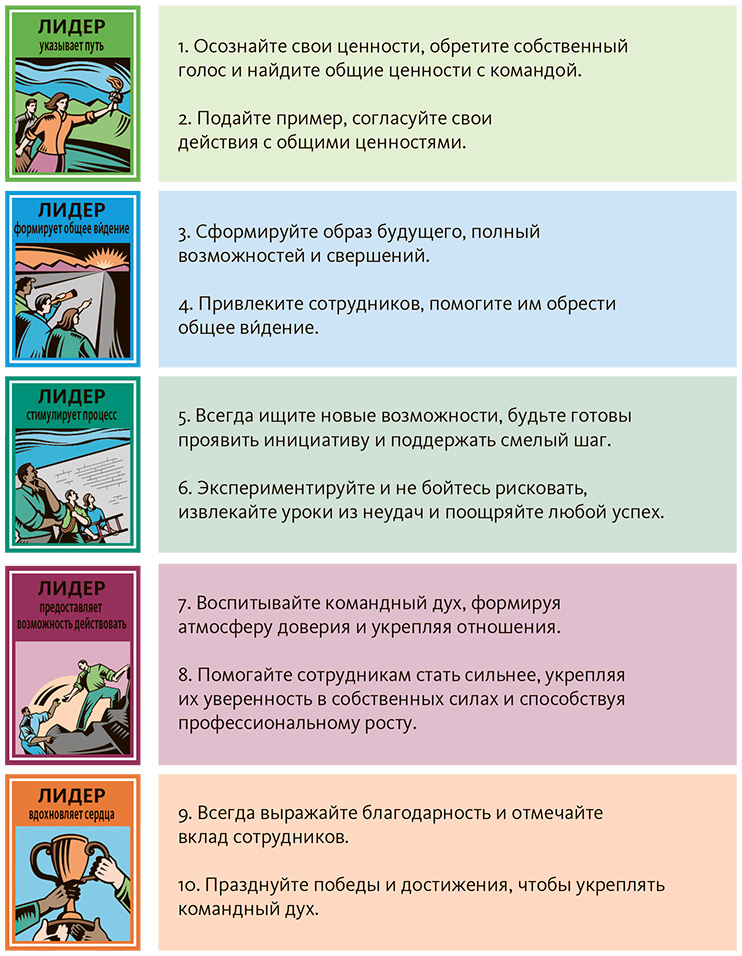 ЛИДЕР
указывает путь
1. Осознайте свои ценности, обретите собственный
голос и найдите общие ценности с командой.
2. Подайте пример, согласуйте свои
действия с общими ценностями.
ЛИДЕР
формирует общее ви́дение
3. Сформируйте образ будущего, полный
возможностей и свершений.
4. Привлеките сотрудников, помогите им обрести
общее ви́дение.
ЛИДЕР
стимулирует процесс
5. Всегда ищите новые возможности, будьте готовы
проявить инициативу и поддержать смелый шаг.
6. Экспериментируйте и не бойтесь рисковать,
извлекайте уроки из неудач и поощряйте любой успех.
ЛИДЕР
предоставляет
возможность действовать
7. Воспитывайте командный дух, формируя
атмосферу доверия и укрепляя отношения.
8. Помогайте сотрудникам стать сильнее, укрепляя
их уверенность в собственных силах и способствуя
профессиональному росту.
ЛИДЕР
вдохновляет сердца
9. Всегда выражайте благодарность и отмечайте
вклад сотрудников.
10. Празднуйте победы и достижения, чтобы укреплять
командный дух.